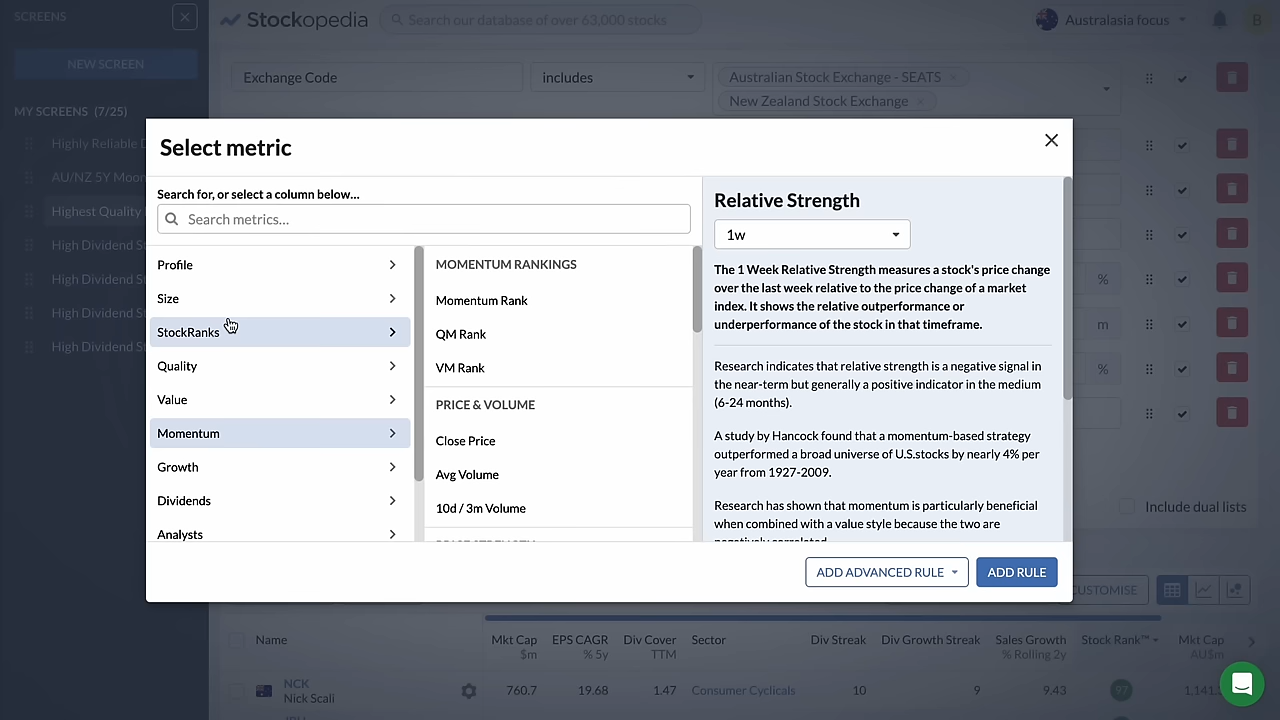 SCREENS
Stockopedia
Search our database of over 63,000 stocks
Australasia focus
B
NEW SCREEN
MY SCREENS (7/25)
Highly Reliable
AU/NZ 5Y
Highest Quality
High Dividend
High Dividend
High Dividend
High Dividend
Exchange Code
includes
Australian Stock Exchange - SEATS ×
New Zealand Stock Exchange ×
%
m
%
Include dual lists
Select metric
Search for, or select a column below...
Search metrics...
Profile
Size
StockRanks
Quality
Value
Momentum
Growth
Dividends
Analysts
MOMENTUM RANKINGS
Momentum Rank
QM Rank
VM Rank
PRICE & VOLUME
Close Price
Avg Volume
10d / 3m Volume
Relative Strength
1w
The 1 Week Relative Strength measures a stock's price change
over the last week relative to the price change of a market
index. It shows the relative outperformance or
underperformance of the stock in that timeframe.
Research indicates that relative strength is a negative signal in
the near-term but generally a positive indicator in the medium
(6-24 months).
A study by Hancock found that a momentum-based strategy
outperformed a broad universe of U.S.stocks by nearly 4% per
year from 1927-2009.
Research has shown that momentum is particularly beneficial
when combined with a value style because the two are
negatively correlated.
ADD ADVANCED RULE
ADD RULE
CUSTOMISE
Name
Mkt Cap
$m
EPS CAGR
% 5y
Div Cover
TTM
Sector
Div Streak
Div Growth Streak
Sales Growth
% Rolling 2y
Stock Rank™
Mkt Cap
AU$m
NCK
Nick Scali
760.7
19.68
1.47
Consumer Cyclicals
10
9
9.43
97